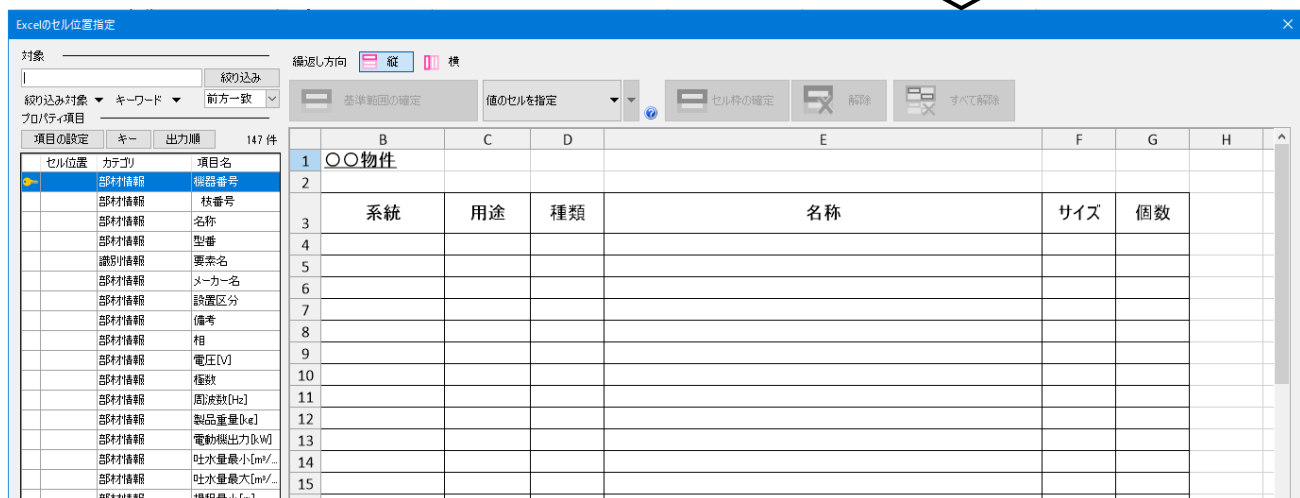 Excelのセル位置指定
対象
絞り込み
絞り込み対象 ▼ キーワード ▼ 前方一致
プロパティ項目
項目の設定 キー 出力順 147 件
セル位置 カテゴリ 項目名
部材情報 機器番号
部材情報 枝番号
部材情報 名称
部材情報 型番
識別情報 要素名
部材情報 メーカー名
部材情報 設置区分
部材情報 備考
部材情報 相
部材情報 電圧[V]
部材情報 極数
部材情報 周波数[Hz]
部材情報 製品重量[kg]
部材情報 電動機出力[kW]
部材情報 吐水量最小[m³/...
部材情報 吐水量最大[m³/...
繰返し方向 縦 横
基準範囲の確定 値のセルを指定 セル枠の確定 解除 すべて解除
B C D E F G H
1 〇〇物件
2
3 系統 用途 種類 名称 サイズ 個数
4
5
6
7
8
9
10
11
12
13
14
15